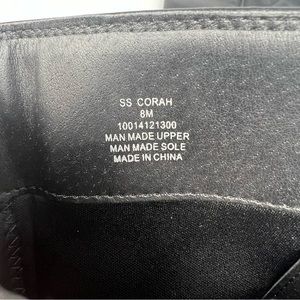 SS CORAH
8M
10014121300
MAN MADE UPPER
MAN MADE SOLE
MADE IN CHINA